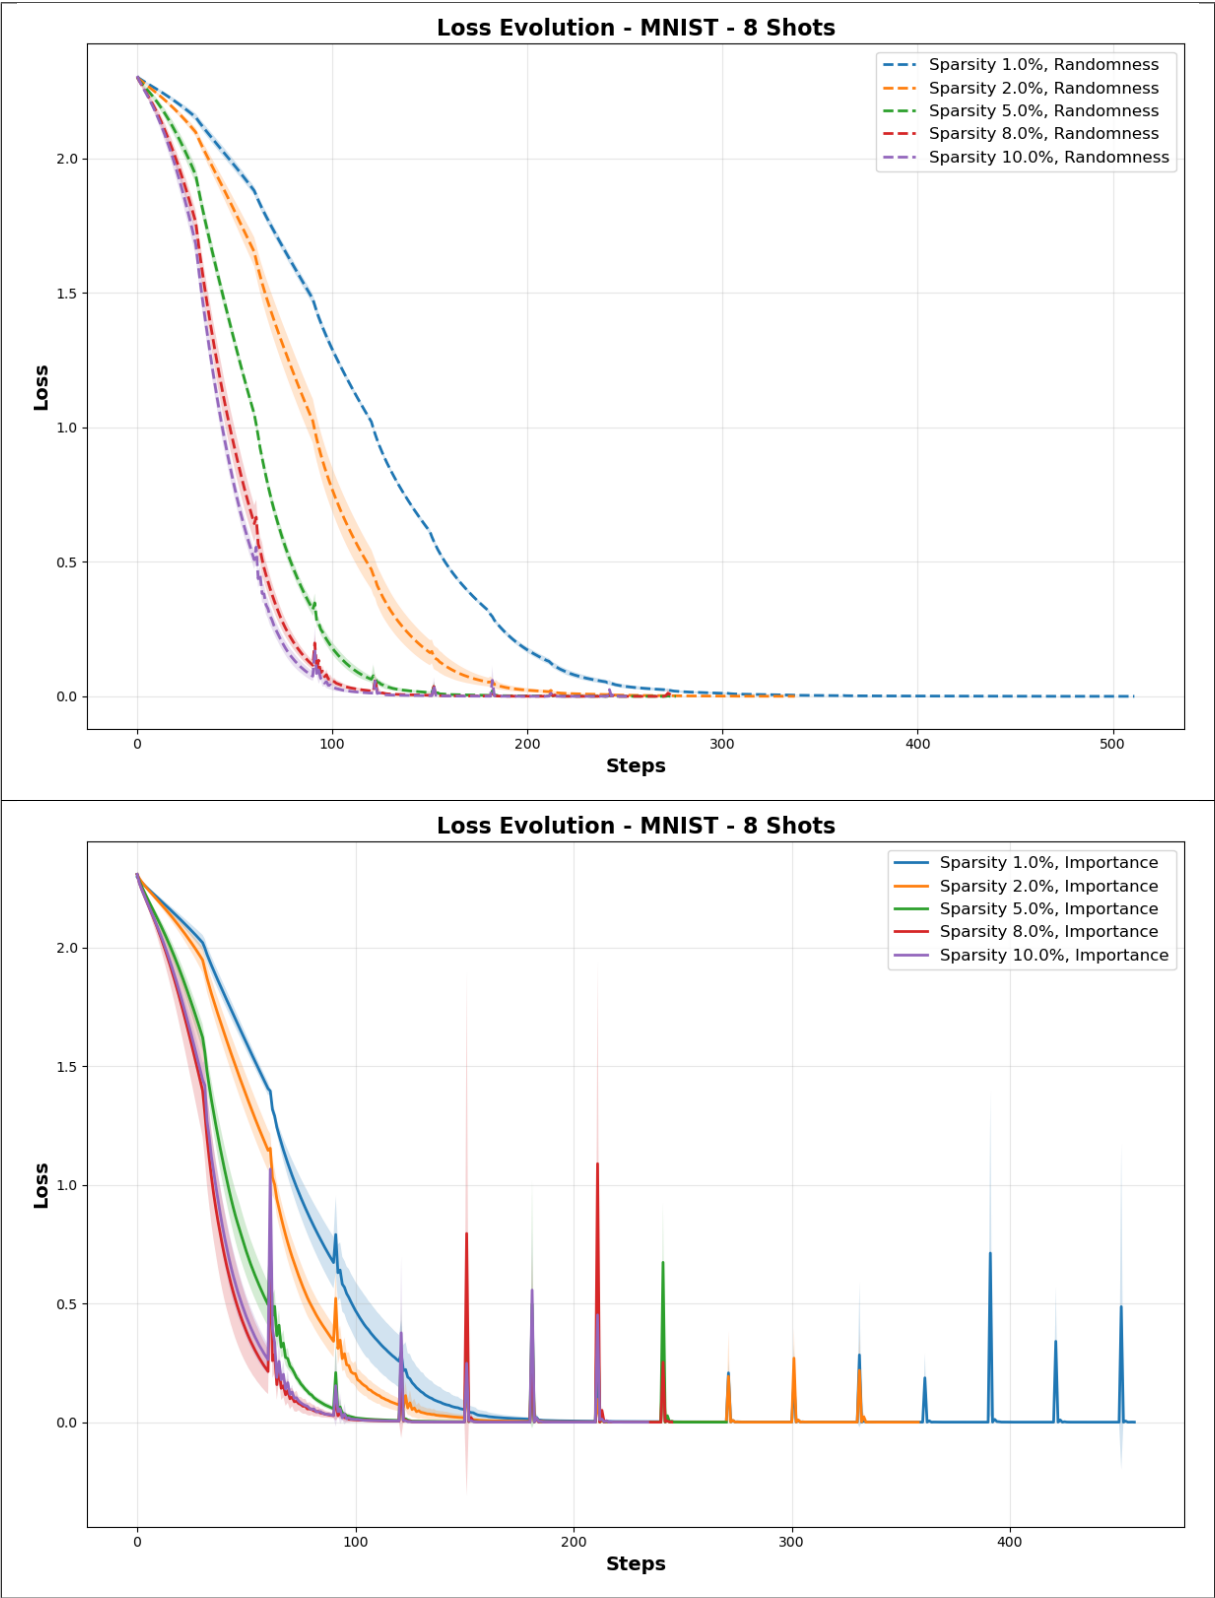 Loss Evolution - MNIST - 8 Shots
Sparsity 1.0%, Randomness
Sparsity 2.0%, Randomness
Sparsity 5.0%, Randomness
Sparsity 8.0%, Randomness
Sparsity 10.0%, Randomness
2.0
1.5
1.0
0.5
0.0
Loss
0 100 200 300 400 500
Steps
Loss Evolution - MNIST - 8 Shots
Sparsity 1.0%, Importance
Sparsity 2.0%, Importance
Sparsity 5.0%, Importance
Sparsity 8.0%, Importance
Sparsity 10.0%, Importance
2.0
1.5
1.0
0.5
0.0
Loss
0 100 200 300 400
Steps